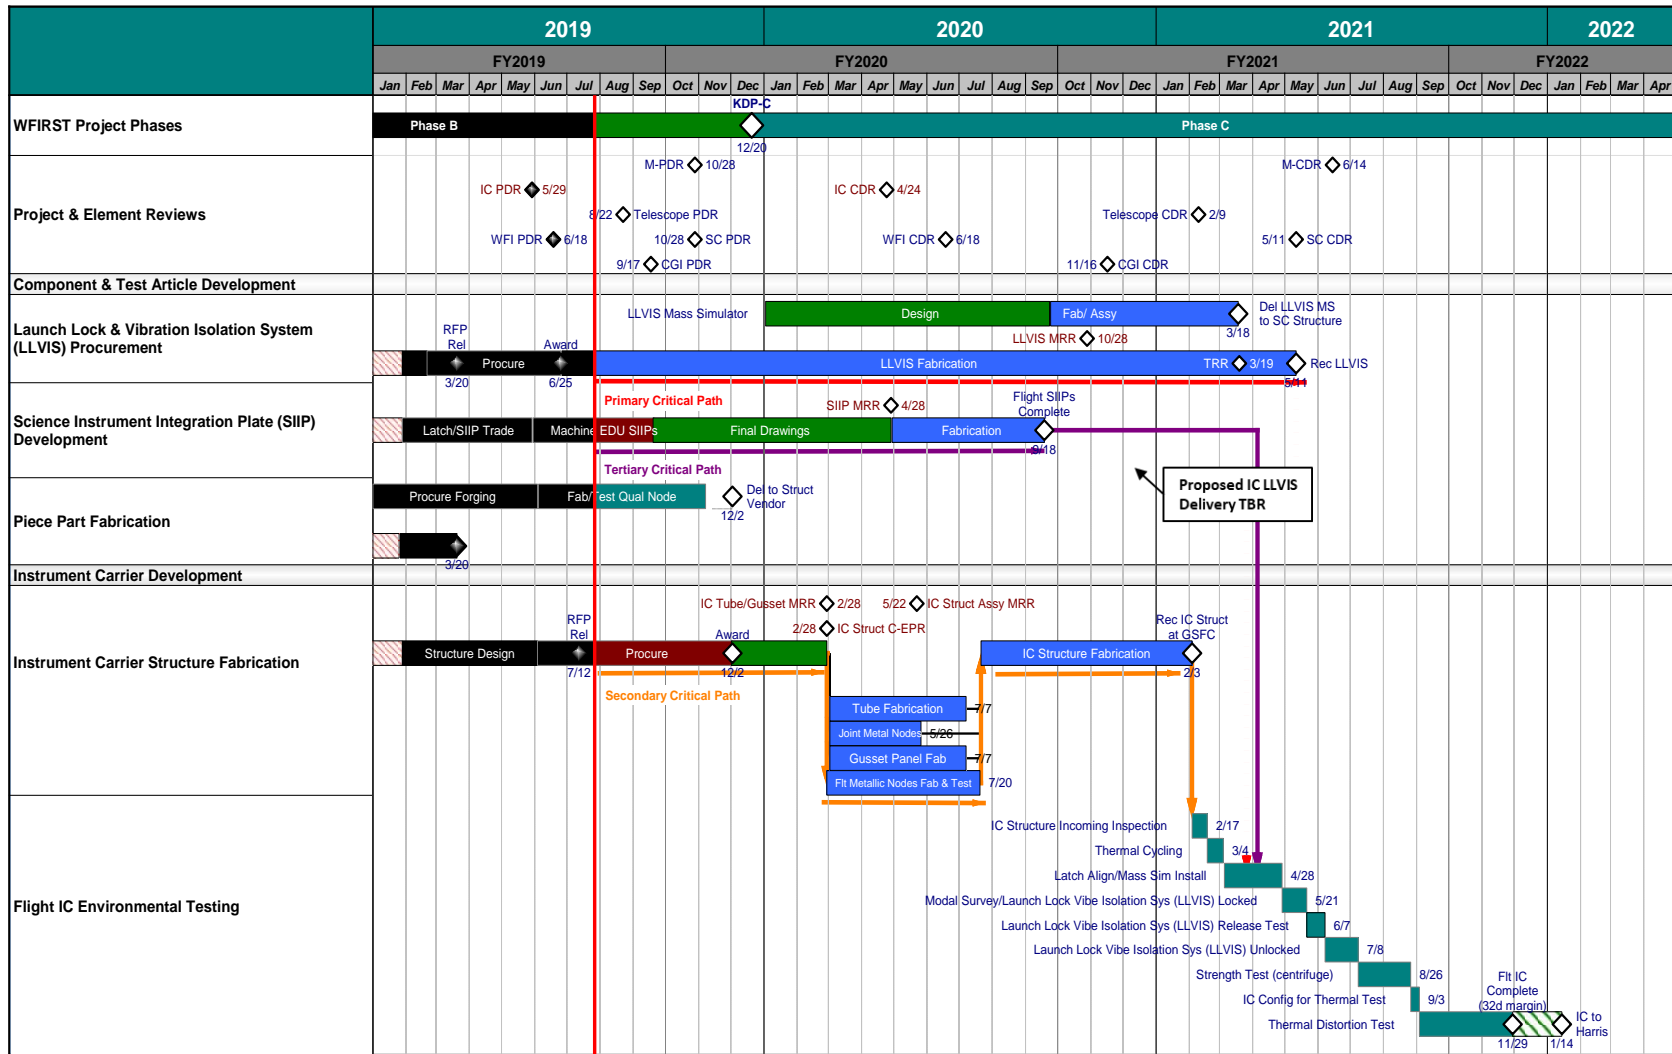 2019 2020 2021 2022
FY2019 FY2020 FY2021 FY2022
Jan Feb Mar Apr May Jun Jul Aug Sep Oct Nov Dec Jan Feb Mar Apr May Jun Jul Aug Sep Oct Nov Dec Jan Feb Mar Apr May Jun Jul Aug Sep Oct Nov Dec Jan Feb Mar Apr
KDP-C
WFIRST Project Phases
Phase B
Phase C
12/20
M-PDR 10/28
M-CDR 6/14
IC PDR 5/29
IC CDR 4/24
Project & Element Reviews
8/22 Telescope PDR
Telescope CDR 2/9
WFI PDR 6/18
10/28 SC PDR
WFI CDR 6/18
5/11 SC CDR
9/17 CGI PDR
11/16 CGI CDR
Component & Test Article Development
Launch Lock & Vibration Isolation System
(LLVIS) Procurement
LLVIS Mass Simulator
Design
Fab/ Assy
Del LLVIS MS
to SC Structure
3/18
RFP
Rel
Award
LLVIS MRR 10/28
Procure
LLVIS Fabrication
TRR 3/19
Rec LLVIS
3/20
6/25
5/11
Primary Critical Path
Science Instrument Integration Plate (SIIP)
Development
SIIP MRR 4/28
Flight SIIPs
Complete
Latch/SIIP Trade
Machine EDU SIIPs
Final Drawings
Fabrication
9/18
Tertiary Critical Path
Proposed IC LLVIS
Delivery TBR
Piece Part Fabrication
Procure Forging
Fab/Test Qual Node
Del to Struct
Vendor
12/2
3/20
Instrument Carrier Development
IC Tube/Gusset MRR 2/28
5/22 IC Struct Assy MRR
2/28 IC Struct C-EPR
RFP
Rel
Award
Rec IC Struct
at GSFC
Instrument Carrier Structure Fabrication
Structure Design
Procure
IC Structure Fabrication
7/12
12/2
2/3
Secondary Critical Path
Tube Fabrication 7/7
Joint Metal Nodes 5/26
Gusset Panel Fab 7/7
Flt Metallic Nodes Fab & Test 7/20
Flight IC Environmental Testing
IC Structure Incoming Inspection 2/17
Thermal Cycling 3/4
Latch Align/Mass Sim Install 4/28
Modal Survey/Launch Lock Vibe Isolation Sys (LLVIS) Locked 5/21
Launch Lock Vibe Isolation Sys (LLVIS) Release Test 6/7
Launch Lock Vibe Isolation Sys (LLVIS) Unlocked 7/8
Strength Test (centrifuge) 8/26
IC Config for Thermal Test 9/3
Flt IC
Complete
(32d margin)
Thermal Distortion Test
IC to
Harris
11/29
1/14